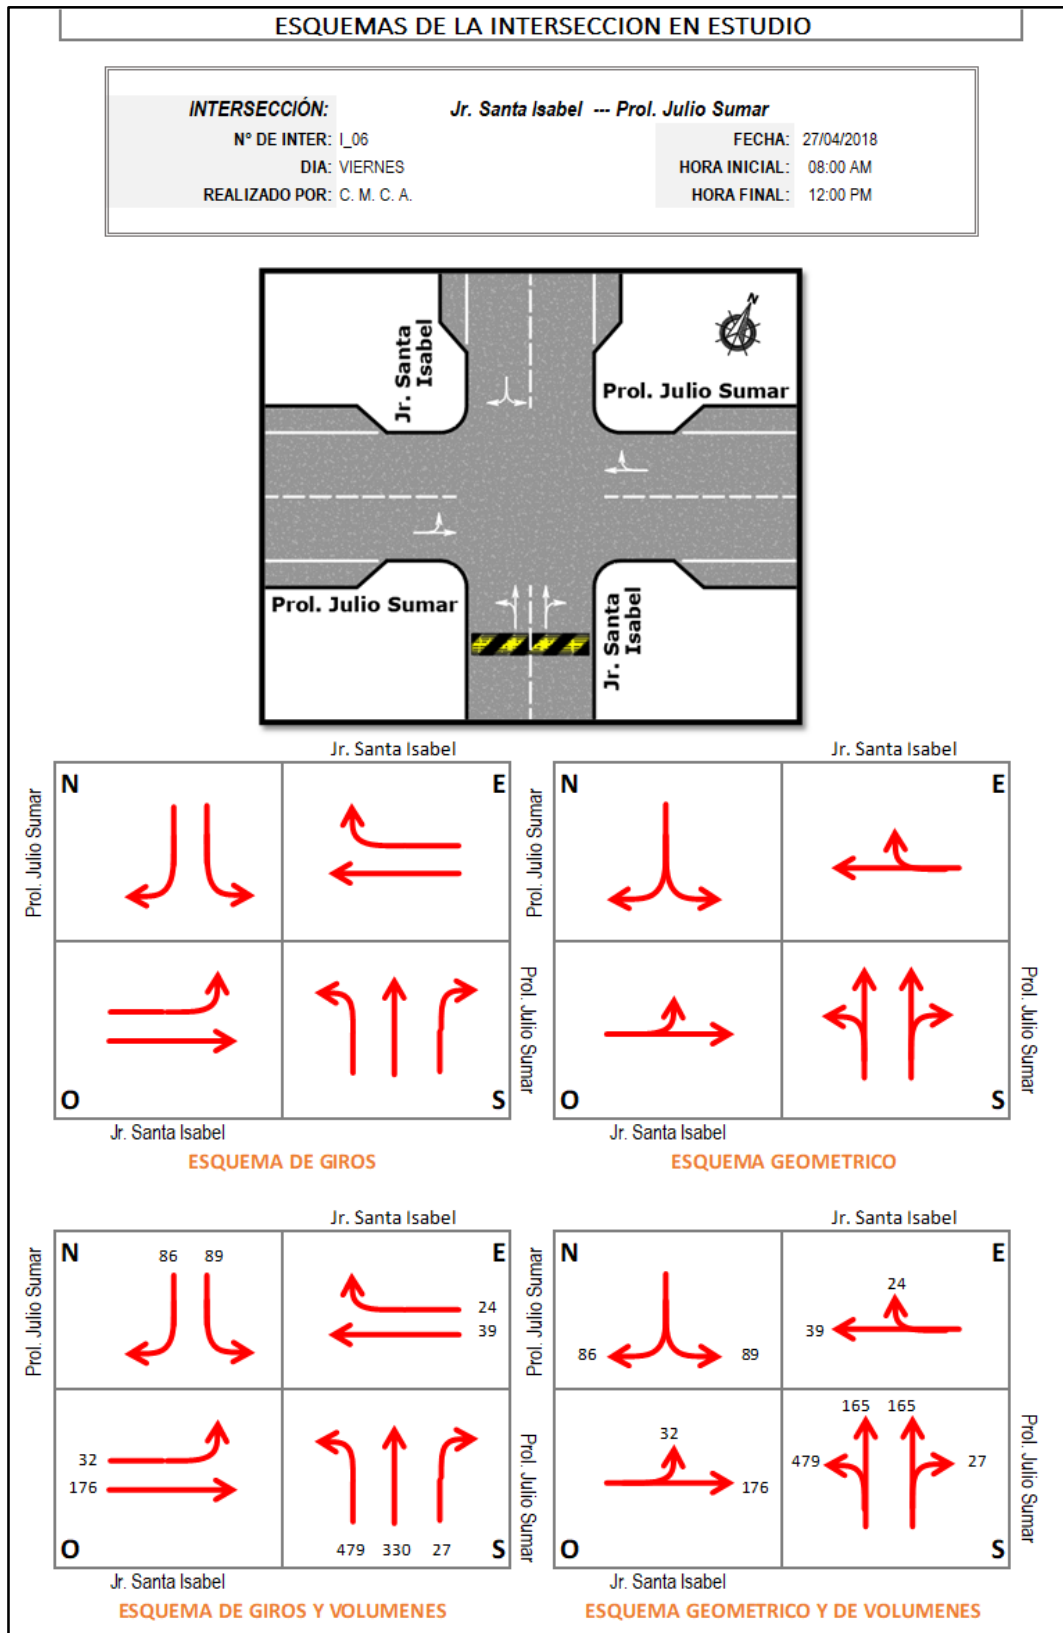 ESQUEMAS DE LA INTERSECCION EN ESTUDIO
INTERSECCIÓN: Jr. Santa Isabel --- Prol. Julio Sumar
Nº DE INTER: I_06 FECHA: 27/04/2018
DIA: VIERNES HORA INICIAL: 08:00 AM
REALIZADO POR: C. M. C. A. HORA FINAL: 12:00 PM
N
Jr. Santa
Isabel
Prol. Julio Sumar
Prol. Julio Sumar
Jr. Santa
Isabel
Jr. Santa Isabel
Prol. Julio Sumar
N E
O S
Prol. Julio Sumar
Jr. Santa Isabel
ESQUEMA DE GIROS
Jr. Santa Isabel
Prol. Julio Sumar
N E
O S
Prol. Julio Sumar
Jr. Santa Isabel
ESQUEMA GEOMETRICO
Jr. Santa Isabel
Prol. Julio Sumar
N 86 89 E
24
39
32
176
O 479 330 27 S
Prol. Julio Sumar
Jr. Santa Isabel
ESQUEMA DE GIROS Y VOLUMENES
Jr. Santa Isabel
Prol. Julio Sumar
N E
24
39
86 89
165 165
32
479 27
176
O S
Prol. Julio Sumar
Jr. Santa Isabel
ESQUEMA GEOMETRICO Y DE VOLUMENES